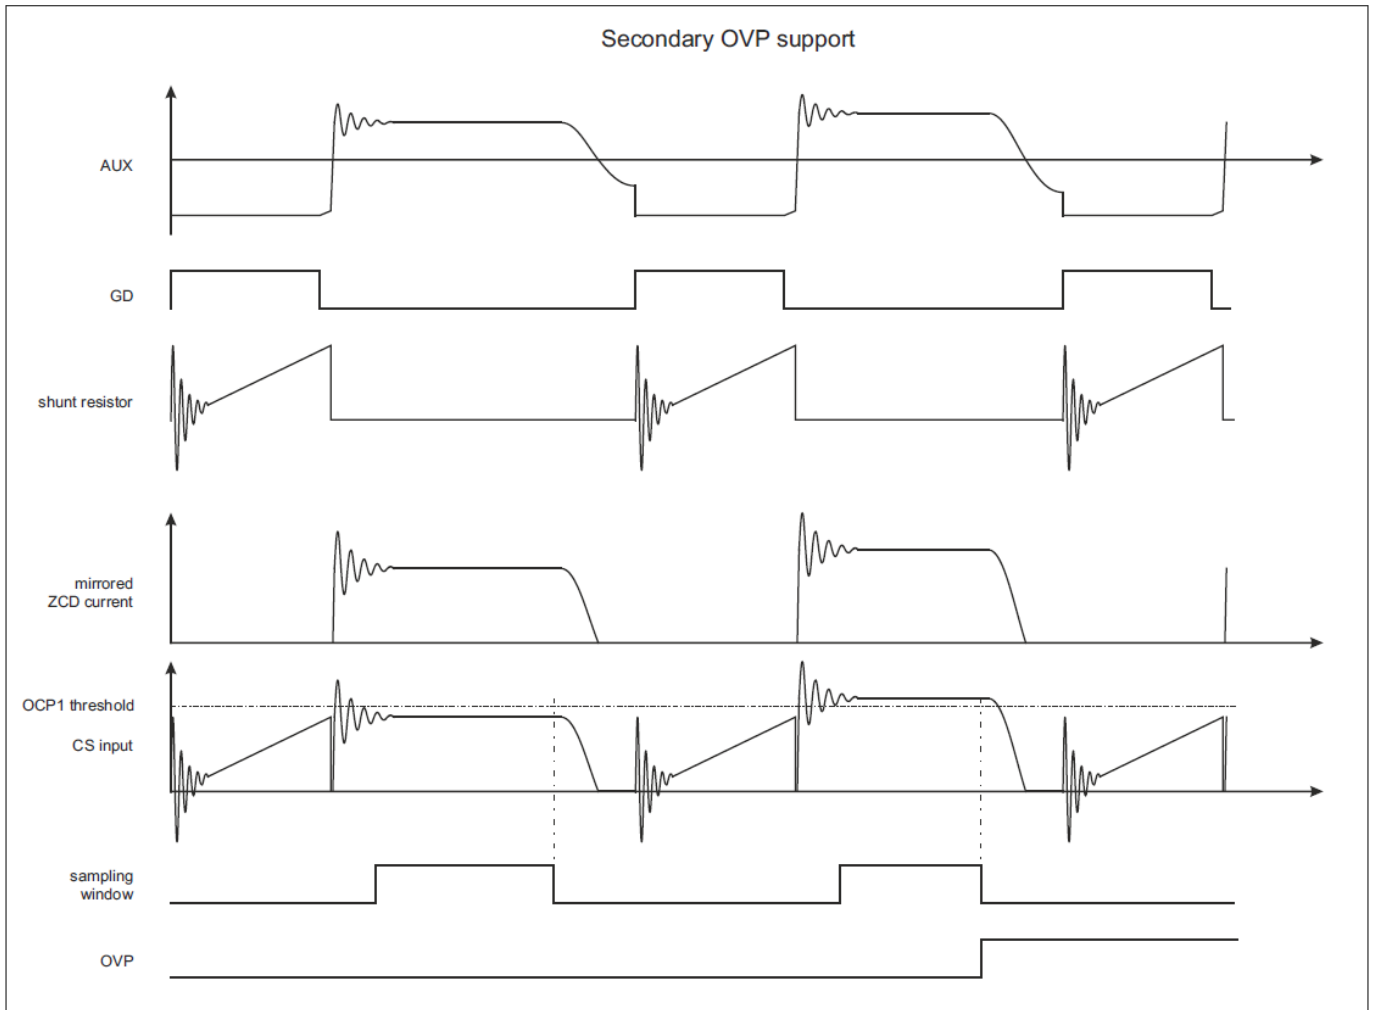 Secondary OVP support
AUX
GD
shunt resistor
mirrored
ZCD current
OCP1 threshold
CS input
sampling
window
OVP